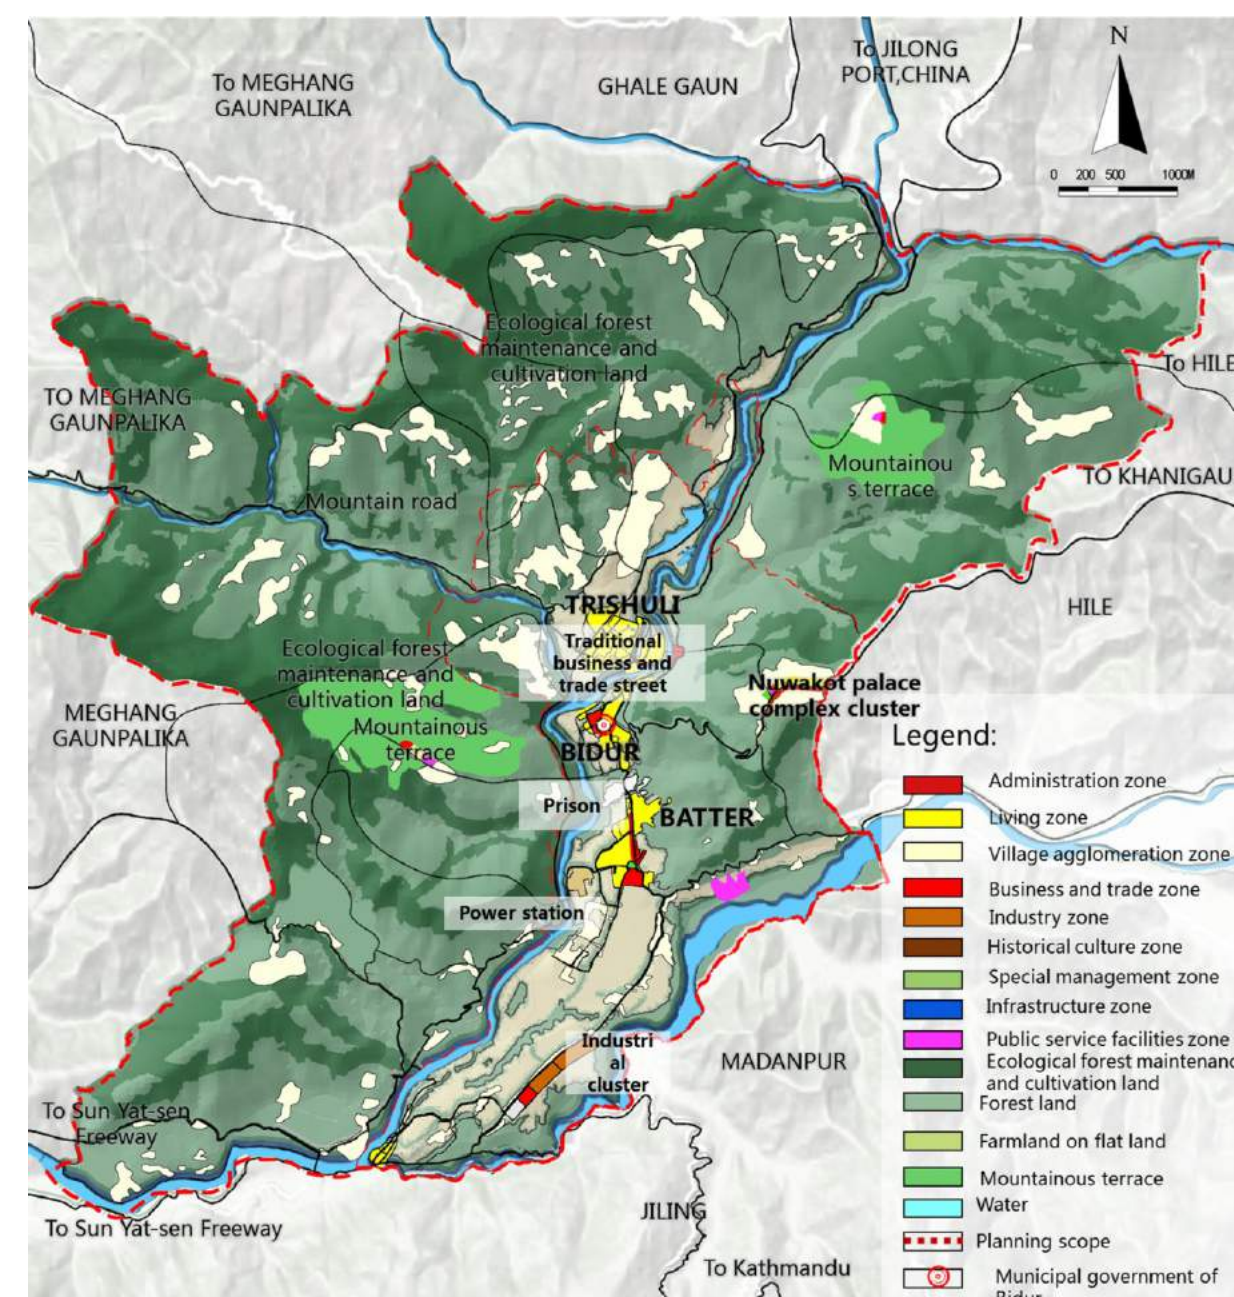 To MEGHANG
GAUNPALIKA
GHALE GAUN
To JILONG
PORT,CHINA
N
0 200 500 1000M
Ecological forest
maintenance and
cultivation land
To HILE
TO MEGHANG
GAUNPALIKA
Mountainou
s terrace
TO KHANIGAU
Mountain road
TRISHULI
HILE
Traditional
business and
trade street
Ecological forest
maintenance and
cultivation land
Nuwakot palace
complex cluster
MEGHANG
GAUNPALIKA
Mountainous
terrace
BIDUR
Prison
BATTER
Power station
Industri
al
cluster
MADANPUR
To Sun Yat-sen
Freeway
To Sun Yat-sen Freeway
JILING
To Kathmandu
Legend:
Administration zone
Living zone
Village agglomeration zone
Business and trade zone
Industry zone
Historical culture zone
Special management zone
Infrastructure zone
Public service facilities zone
Ecological forest maintenanc
and cultivation land
Forest land
Farmland on flat land
Mountainous terrace
Water
Planning scope
Municipal government of
Bidur